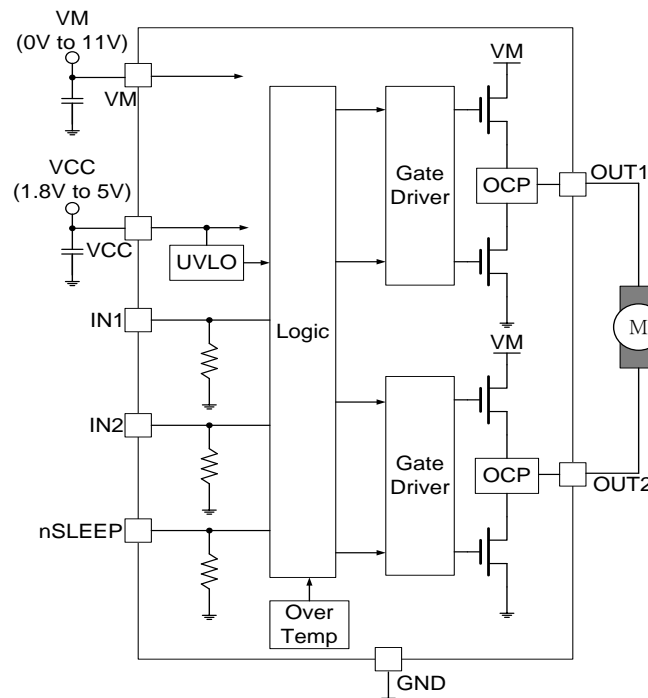 VM
(0V to 11V)
VM
VM
Gate
Driver
OCP
OUT1
VCC
(1.8V to 5V)
VCC
UVLO
IN1
Logic
M
VM
IN2
Gate
Driver
OCP
OUT2
nSLEEP
Over
Temp
GND